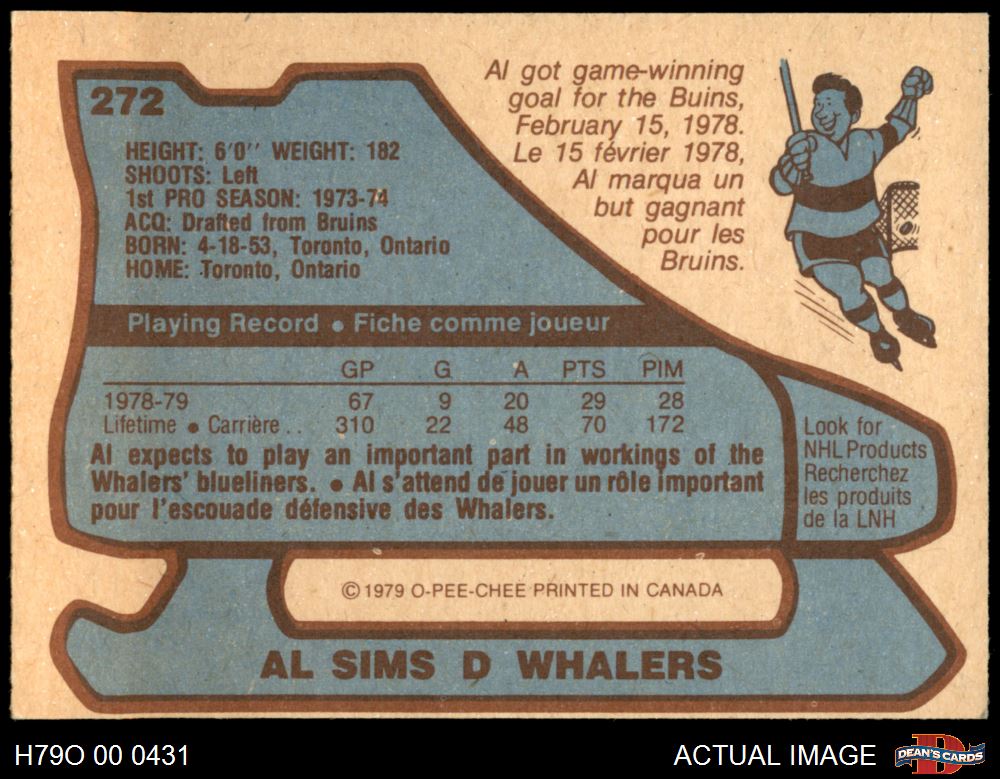 272
HEIGHT: 6'0'' WEIGHT: 182
SHOOTS: Left
1st PRO SEASON: 1973-74
ACQ: Drafted from Bruins
BORN: 4-18-53, Toronto, Ontario
HOME: Toronto, Ontario
Al got game-winning
goal for the Buins,
February 15, 1978.
Le 15 février 1978,
Al marqua un
but gagnant
pour les
Bruins.
Playing Record ● Fiche comme joueur
GP G A PTS PIM
1978-79 67 9 20 29 28
Lifetime ● Carrière . . 310 22 48 70 172
Al expects to play an important part in workings of the
Whalers' blueliners. ● Al s'attend de jouer un rôle important
pour l'escouade défensive des Whalers.
Look for
NHL Products
Recherchez
les produits
de la LNH
© 1979 O-PEE-CHEE PRINTED IN CANADA
AL SIMS D WHALERS
H79O 00 0431
ACTUAL IMAGE
DEAN'S CARDS